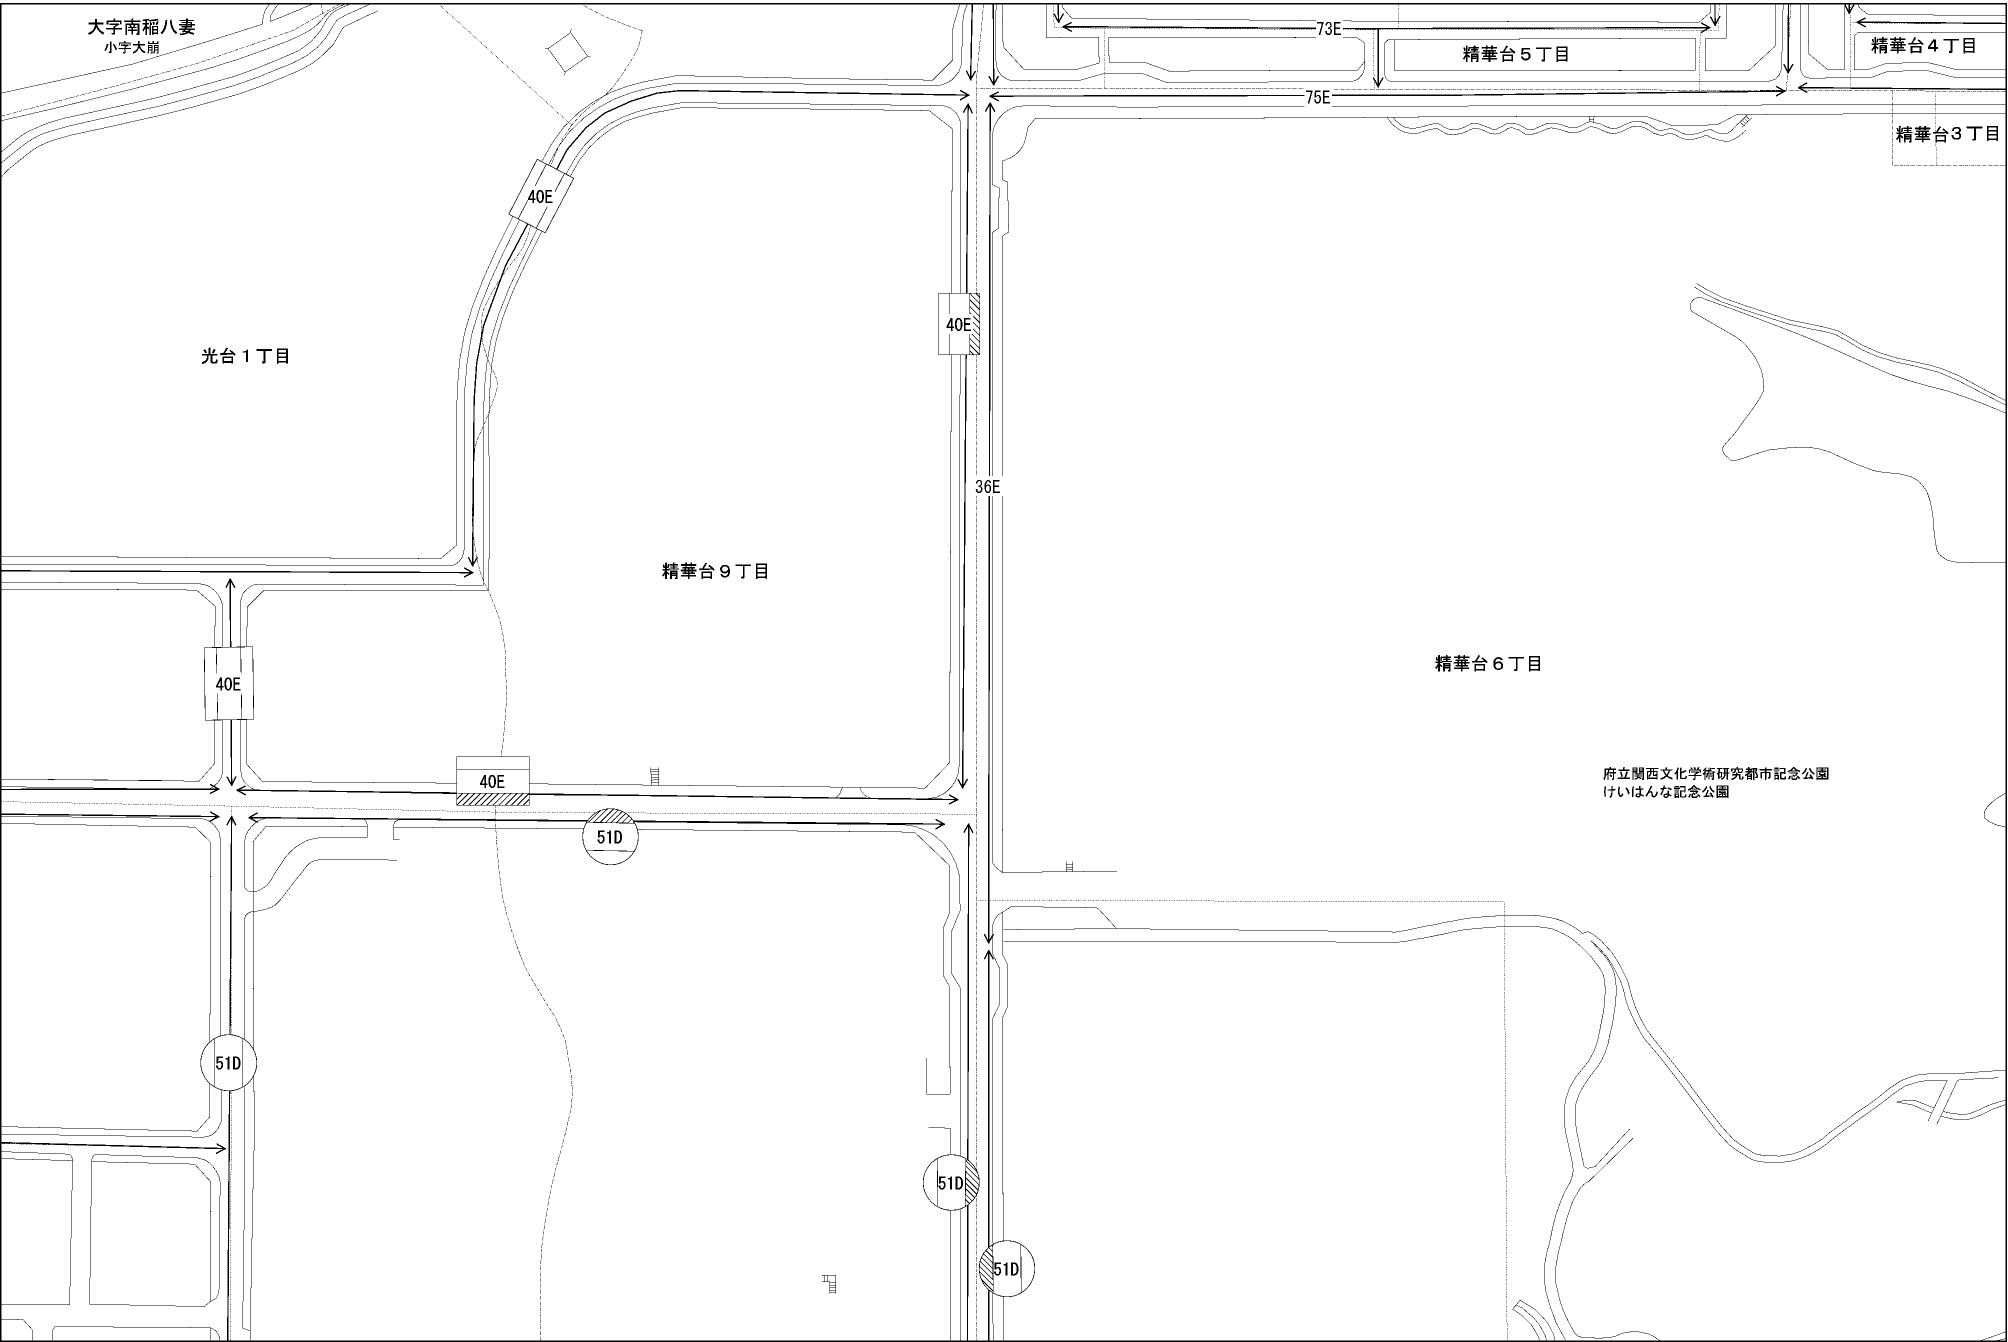 大字南稲八妻
小字大崩
73E
精華台5丁目
精華台4丁目
75E
精華台3丁目
40E
40E
光台1丁目
36E
精華台9丁目
精華台6丁目
40E
40E
府立関西文化学術研究都市記念公園
けいはんな記念公園
51D
51D
51D
51D